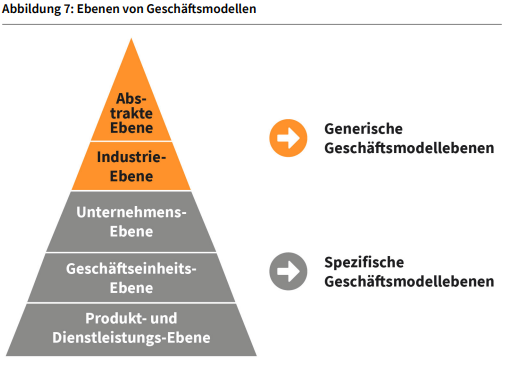 Abbildung 7: Ebenen von Geschäftsmodellen
Abs-
trakte
Ebene
Industrie-
Ebene
Unternehmens-
Ebene
Geschäftseinheits-
Ebene
Produkt- und
Dienstleistungs-Ebene
Generische
Geschäftsmodellebenen
Spezifische
Geschäftsmodellebenen